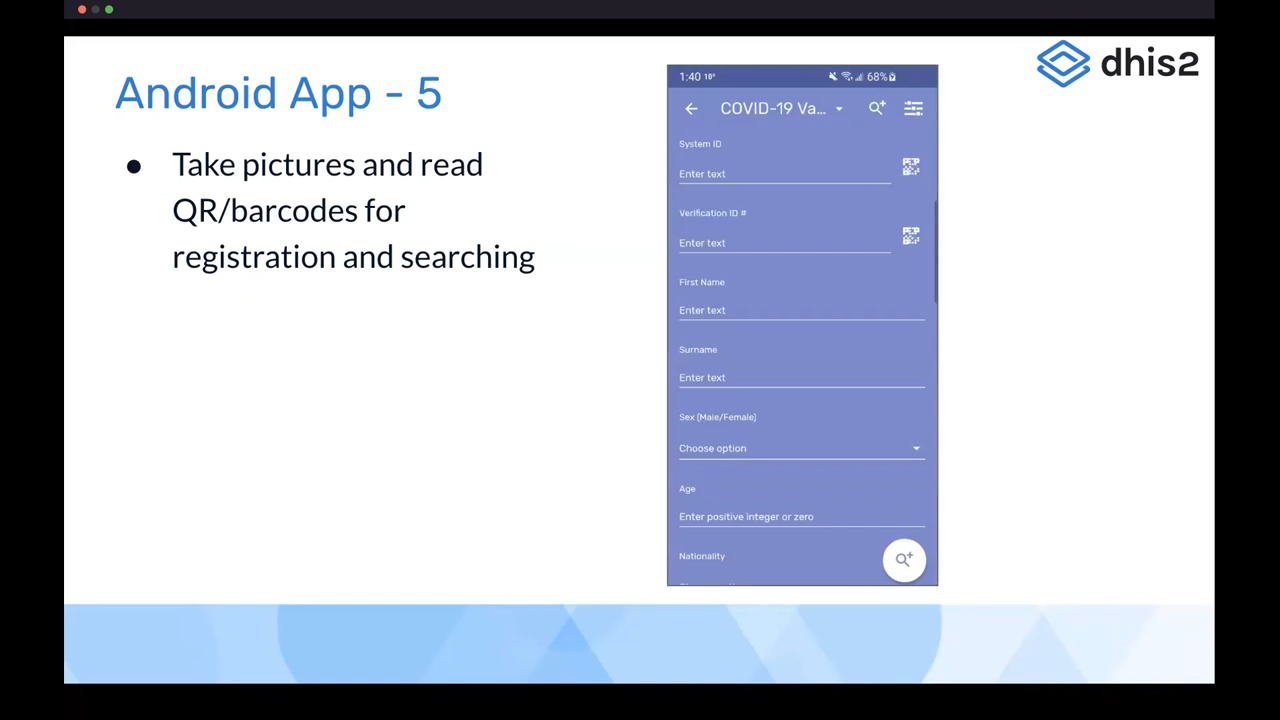 dhis2
Android App - 5
● Take pictures and read
QR/barcodes for
registration and searching
1:40
68%
COVID-19 Va...
System ID
Enter text
Verification ID #
Enter text
First Name
Enter text
Surname
Enter text
Sex (Male/Female)
Choose option
Age
Enter positive integer or zero
Nationality